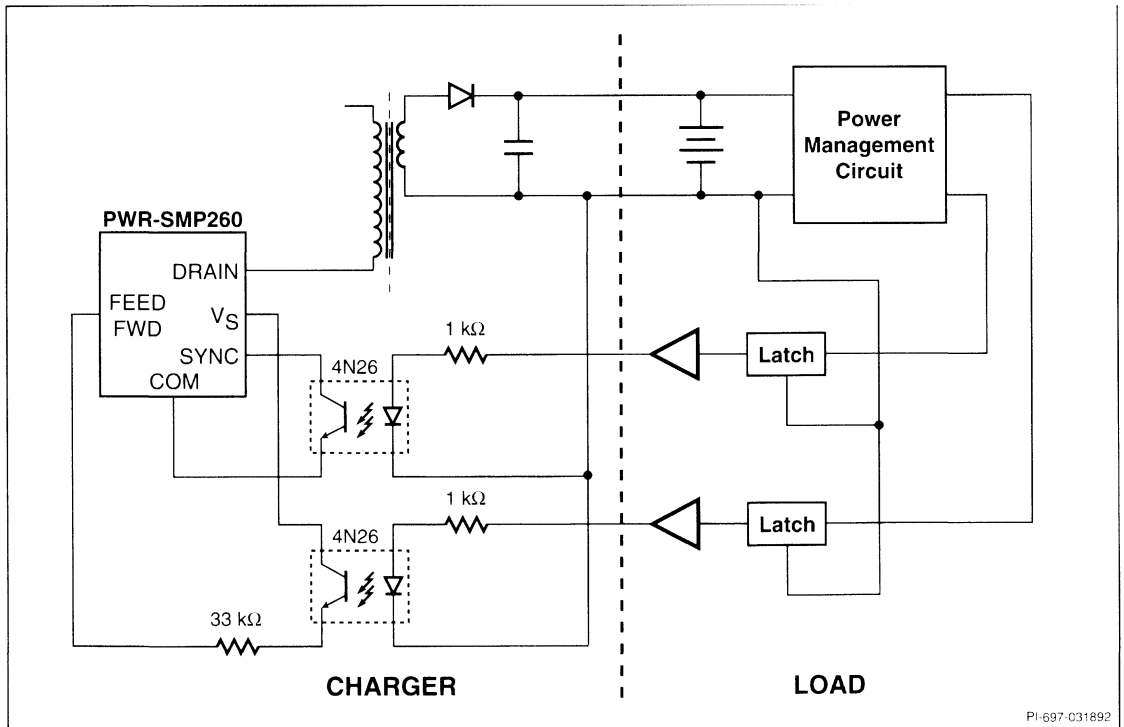 Power
Management
Circuit
PWR-SMP260
DRAIN
FEED
FWD
VS
SYNC
COM
1 kΩ
Latch
4N26
1 kΩ
Latch
4N26
33 kΩ
CHARGER
LOAD
PI-697-031892